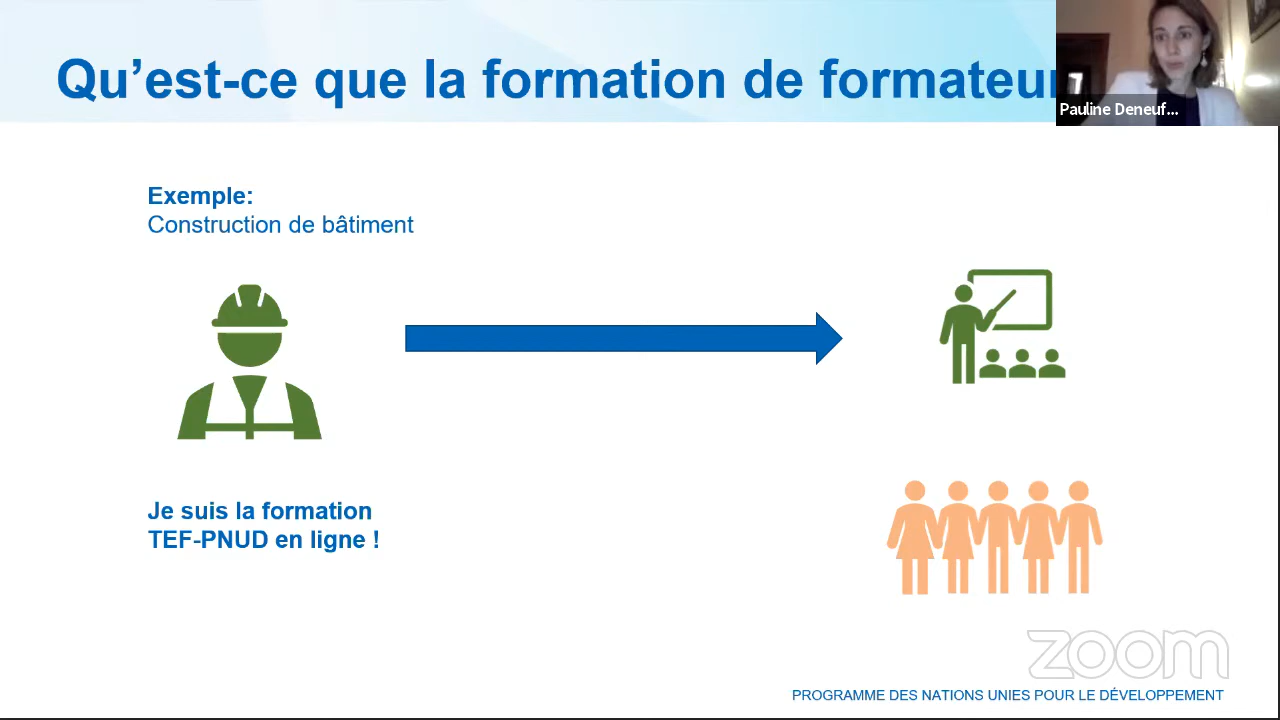 Qu’est-ce que la formation de formateur
Pauline Deneuf...
Exemple:
Construction de bâtiment
Je suis la formation
TEF-PNUD en ligne !
zoom
PROGRAMME DES NATIONS UNIES POUR LE DÉVELOPPEMENT